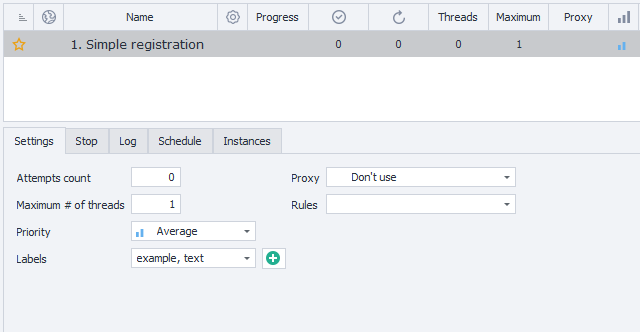 Name Progress Threads Maximum Proxy
1. Simple registration 0 0 0 1
Settings Stop Log Schedule Instances
Attempts count 0 Proxy Don't use
Maximum # of threads 1 Rules
Priority Average
Labels example, text